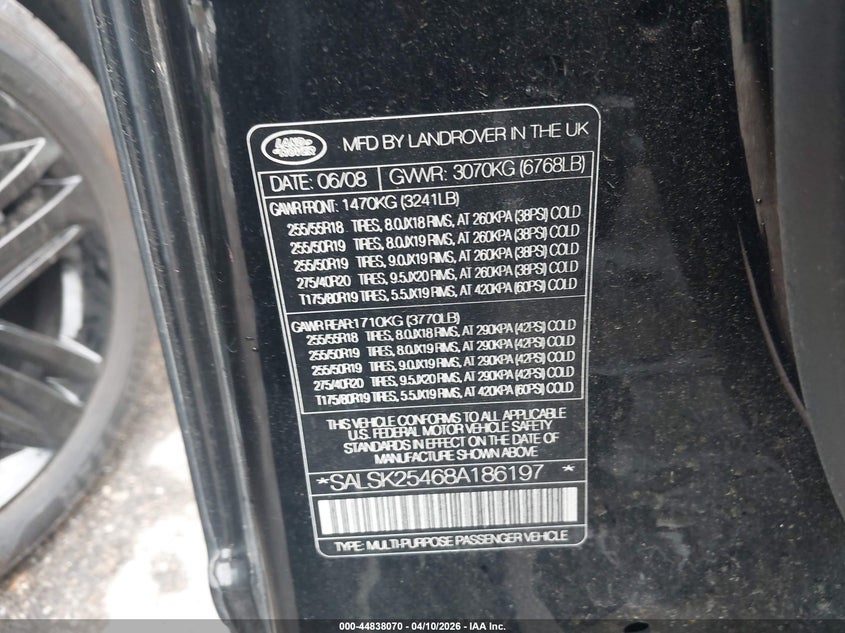 LAND ROVER
MFD BY LANDROVER IN THE UK
DATE: 06/08 GVWR: 3070KG (6768LB)
GAWR FRONT: 1470KG (3241LB)
255/55R18 TIRES, 8.0JX18 RIMS, AT 260KPA (38PSI) COLD
255/50R19 TIRES, 8.0JX19 RIMS, AT 260KPA (38PSI) COLD
255/50R19 TIRES, 9.0JX19 RIMS, AT 260KPA (38PSI) COLD
275/40R20 TIRES, 9.5JX20 RIMS, AT 260KPA (38PSI) COLD
T175/80R19 TIRES, 5.5JX19 RIMS, AT 420KPA (60PSI) COLD
GAWR REAR: 1710KG (3770LB)
255/55R18 TIRES, 8.0JX18 RIMS, AT 290KPA (42PSI) COLD
255/50R19 TIRES, 8.0JX19 RIMS, AT 290KPA (42PSI) COLD
255/50R19 TIRES, 9.0JX19 RIMS, AT 290KPA (42PSI) COLD
275/40R20 TIRES, 9.5JX20 RIMS, AT 290KPA (42PSI) COLD
T175/80R19 TIRES, 5.5JX19 RIMS, AT 420KPA (60PSI) COLD
THIS VEHICLE CONFORMS TO ALL APPLICABLE
U.S. FEDERAL MOTOR VEHICLE SAFETY
STANDARDS IN EFFECT ON THE DATE OF
MANUFACTURE SHOWN ABOVE
*SALSK25468A186197 *
TYPE: MULTI-PURPOSE PASSENGER VEHICLE
000-44838070 - 04/10/2026 - IAA Inc.